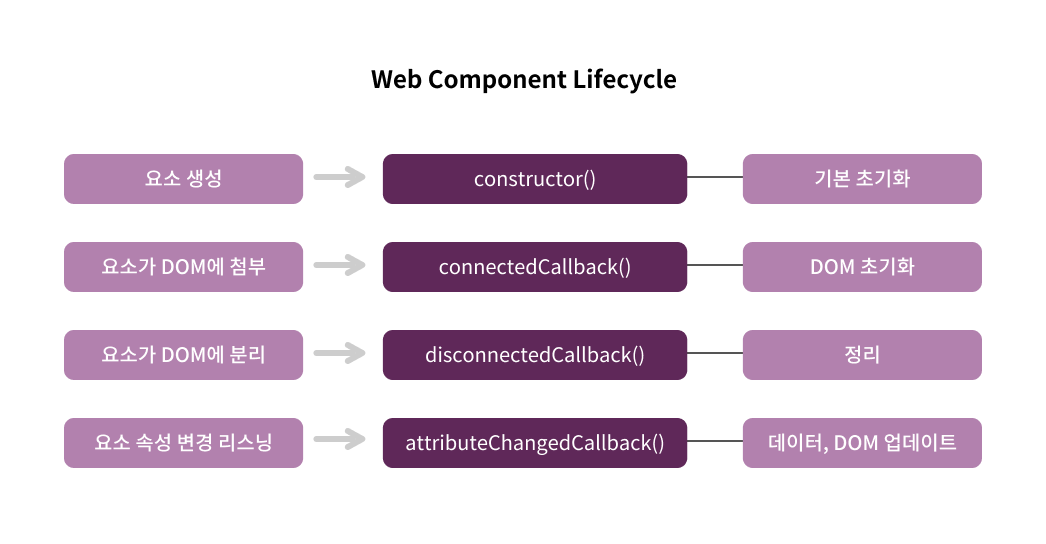 Web Component Lifecycle
요소 생성
constructor()
기본 초기화
요소가 DOM에 첨부
connectedCallback()
DOM 초기화
요소가 DOM에 분리
disconnectedCallback()
정리
요소 속성 변경 리스닝
attributeChangedCallback()
데이터, DOM 업데이트